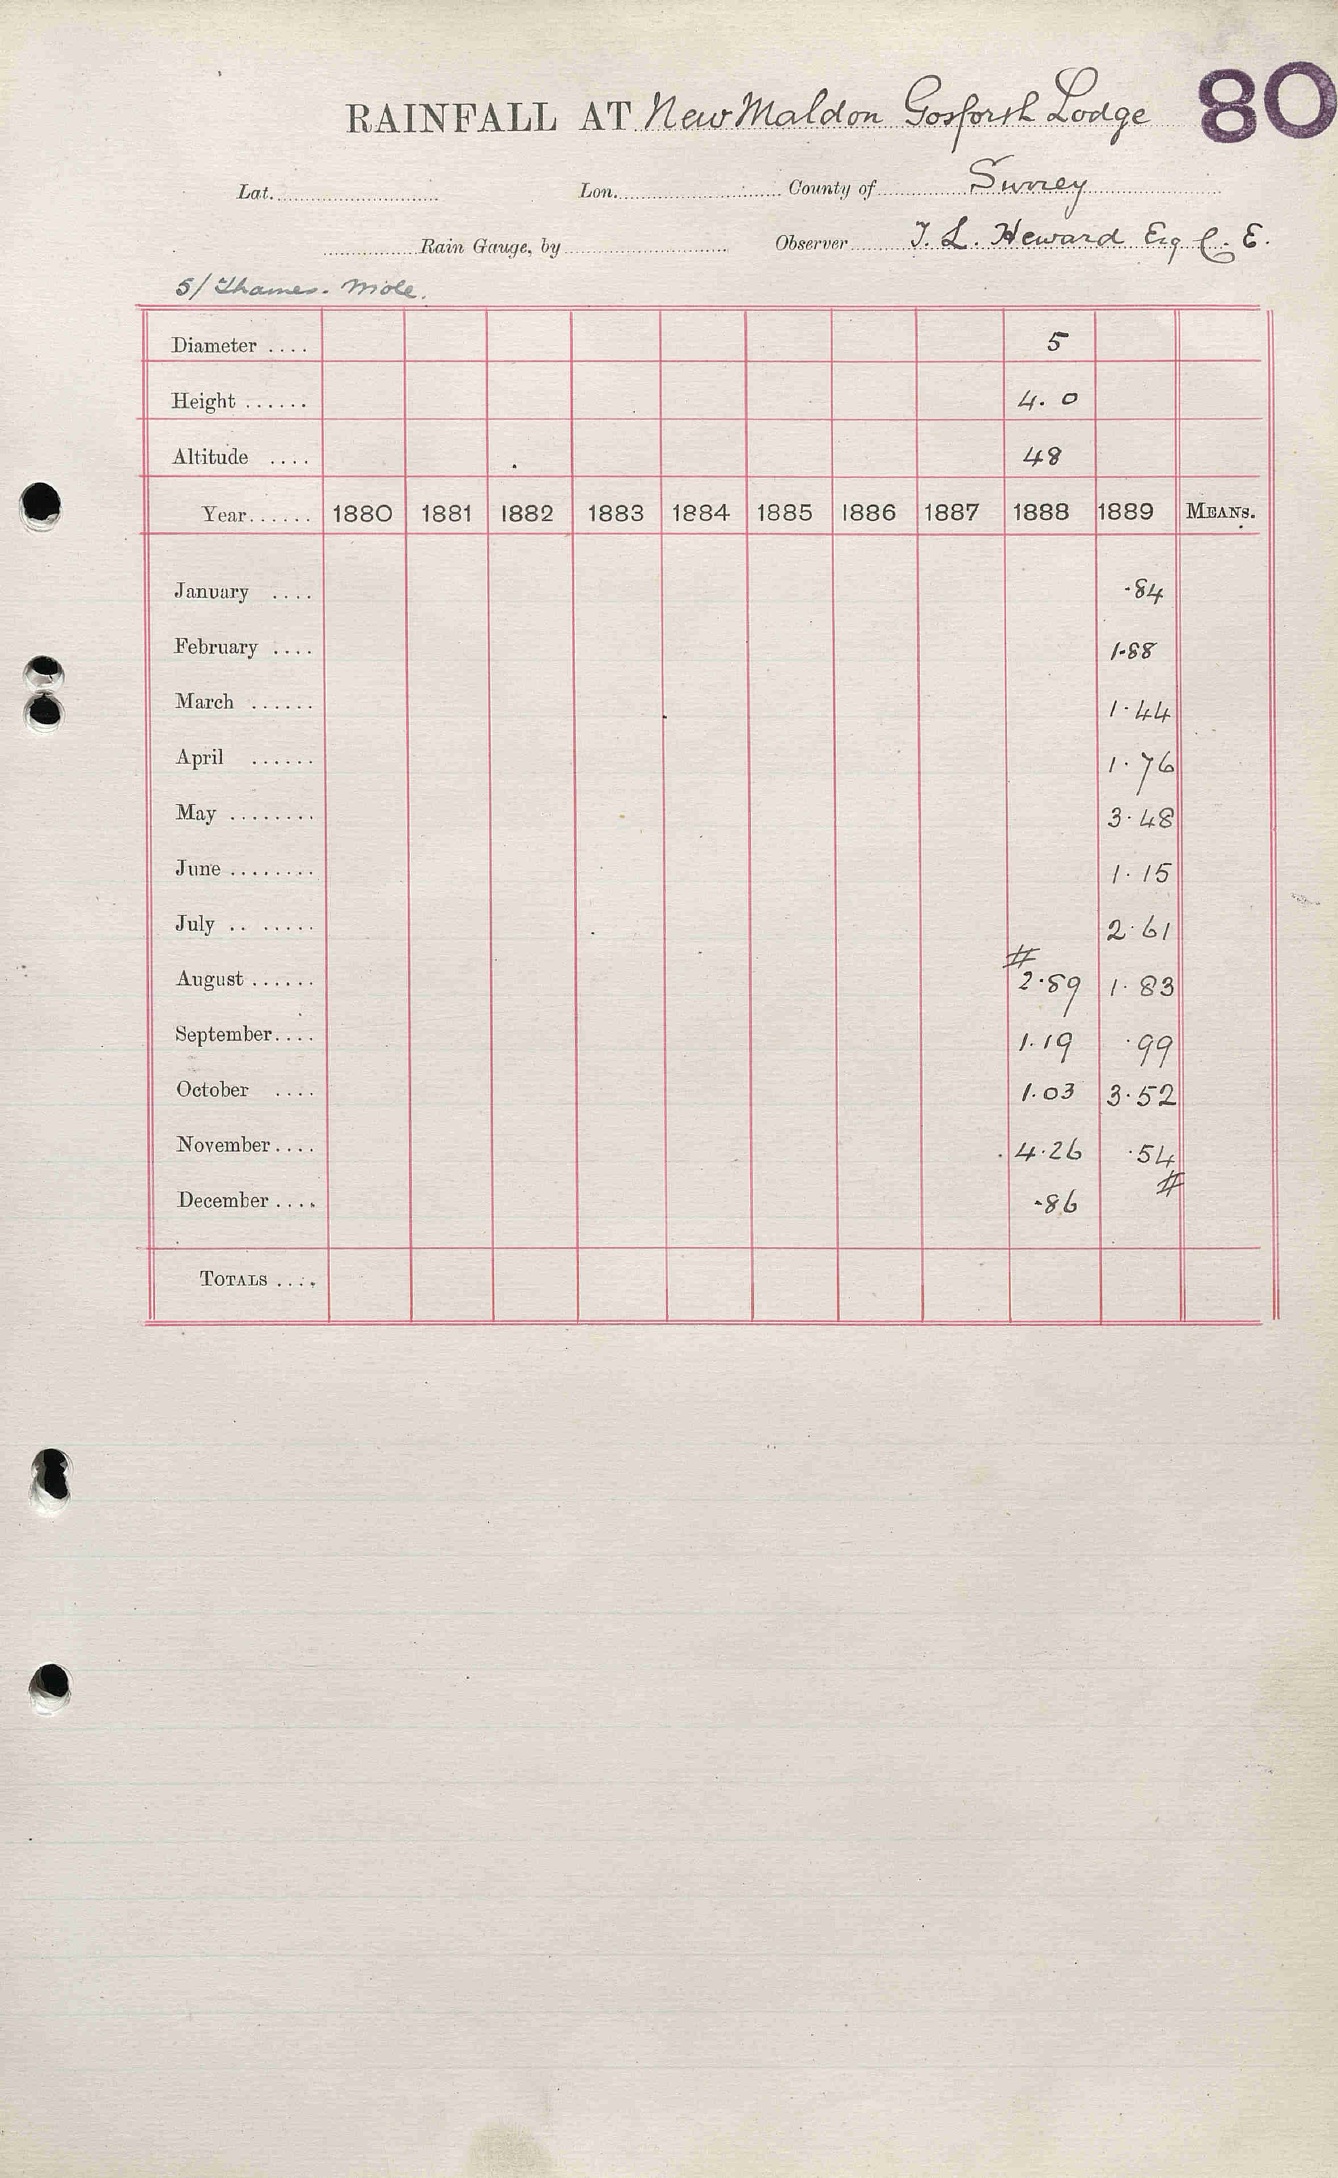 80
RAINFALL AT New Maldon Gosforth Lodge
Lat. Lon. County of Surrey
Rain Gauge, by Observer T. L. Heward Esq C. E.
5/ Thames. Mole.
Diameter .... 5
Height ...... 4. 0
Altitude .... 48
Year...... 1880 1881 1882 1883 1884 1885 1886 1887 1888 1889 MEANS.
January .... ·84
February .... 1·88
March ...... 1·44
April ...... 1·76
May ........ 3·48
June ........ 1·15
July .. ..... 2·61
August ...... # 2·89 1·83
September.... 1·19 ·99
October .... 1·03 3·52
November.... 4·26 ·54
December .... ·86 #
TOTALS ....